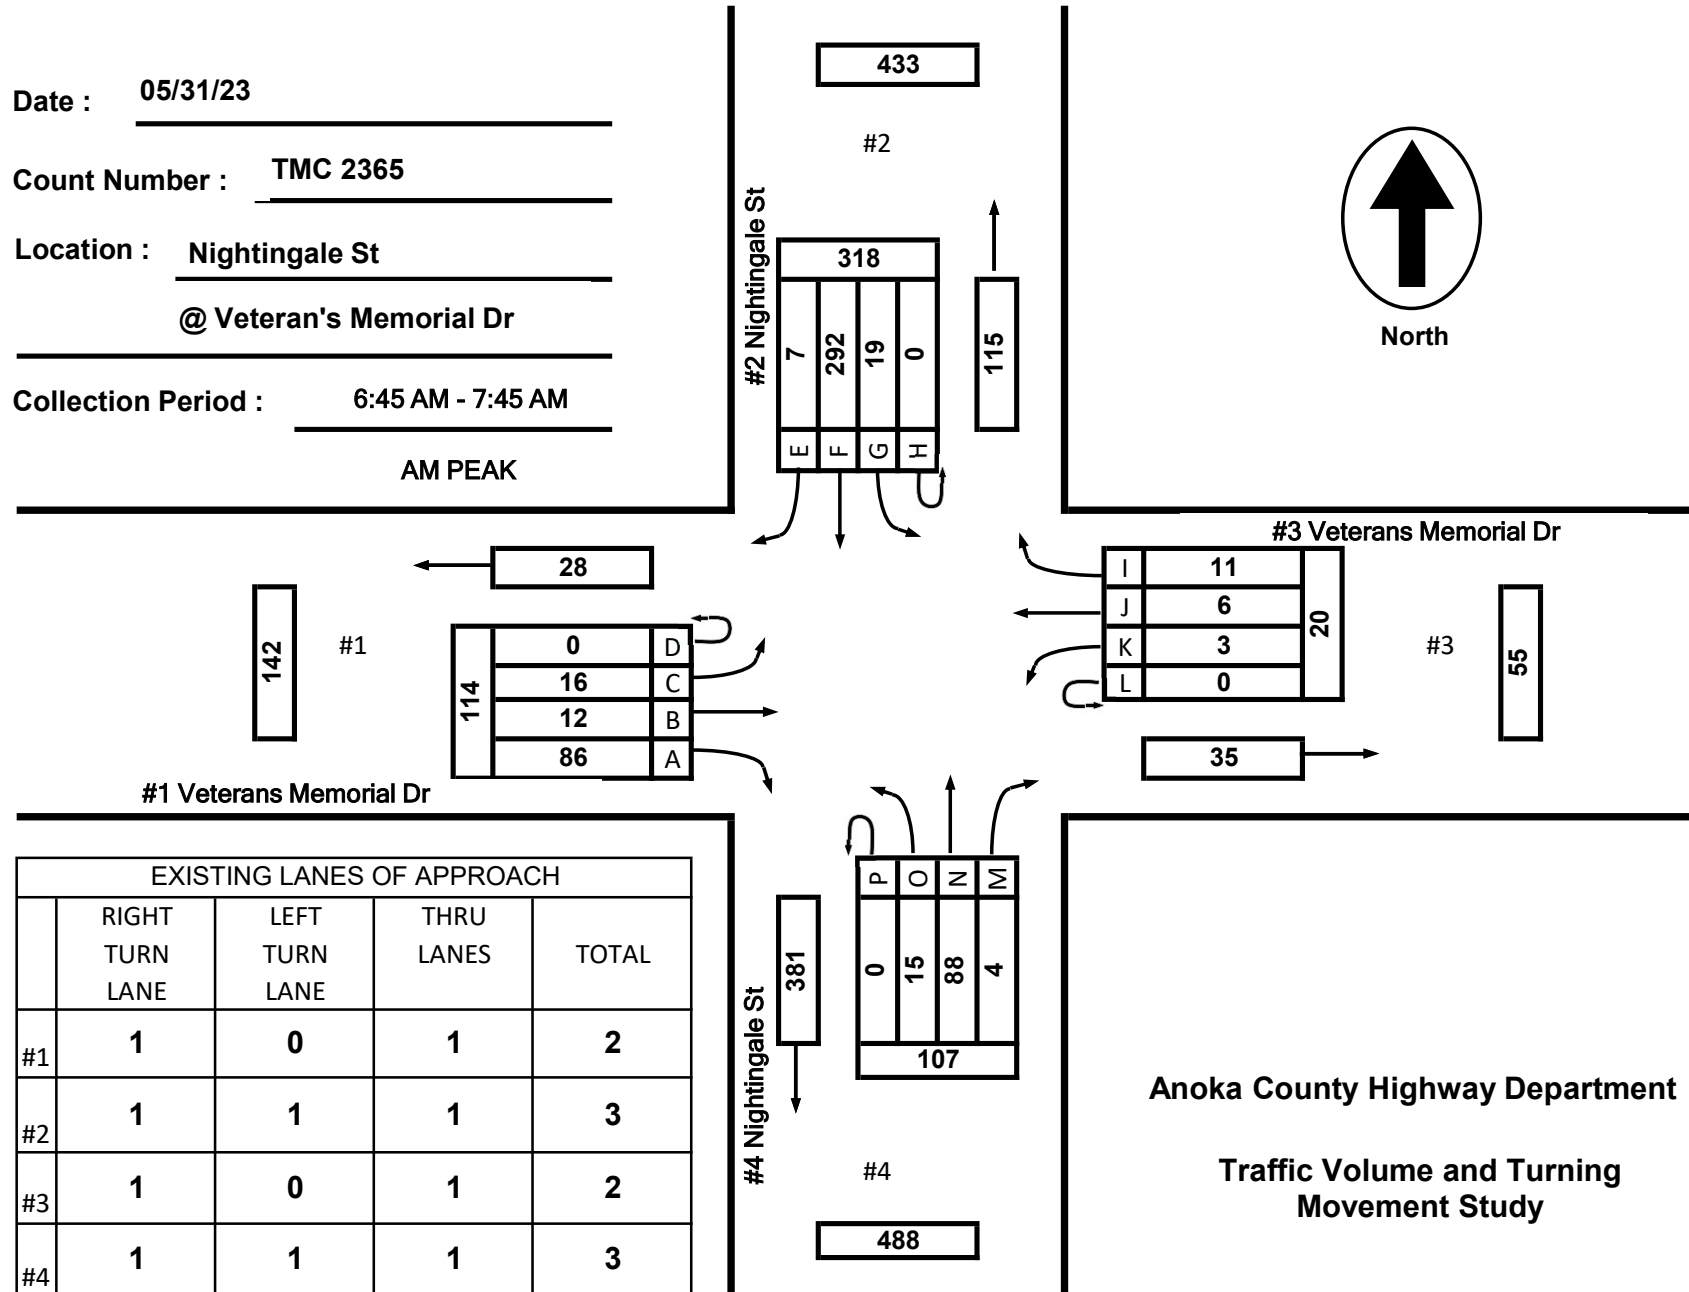 Date : 05/31/23
Count Number : TMC 2365
Location : Nightingale St
@ Veteran's Memorial Dr
Collection Period : 6:45 AM - 7:45 AM
AM PEAK
433
#2
#2 Nightingale St
318
7 292 19 0
E F G H
115
North
#3 Veterans Memorial Dr
28
142
#1
114
0 D
16 C
12 B
86 A
#1 Veterans Memorial Dr
I 11
J 6
K 3
L 0
20
#3
55
35
P O N M
0 15 88 4
107
381
#4 Nightingale St
#4
488
EXISTING LANES OF APPROACH
RIGHT LEFT THRU
TURN TURN LANES TOTAL
LANE LANE
#1 1 0 1 2
#2 1 1 1 3
#3 1 0 1 2
#4 1 1 1 3
Anoka County Highway Department
Traffic Volume and Turning
Movement Study